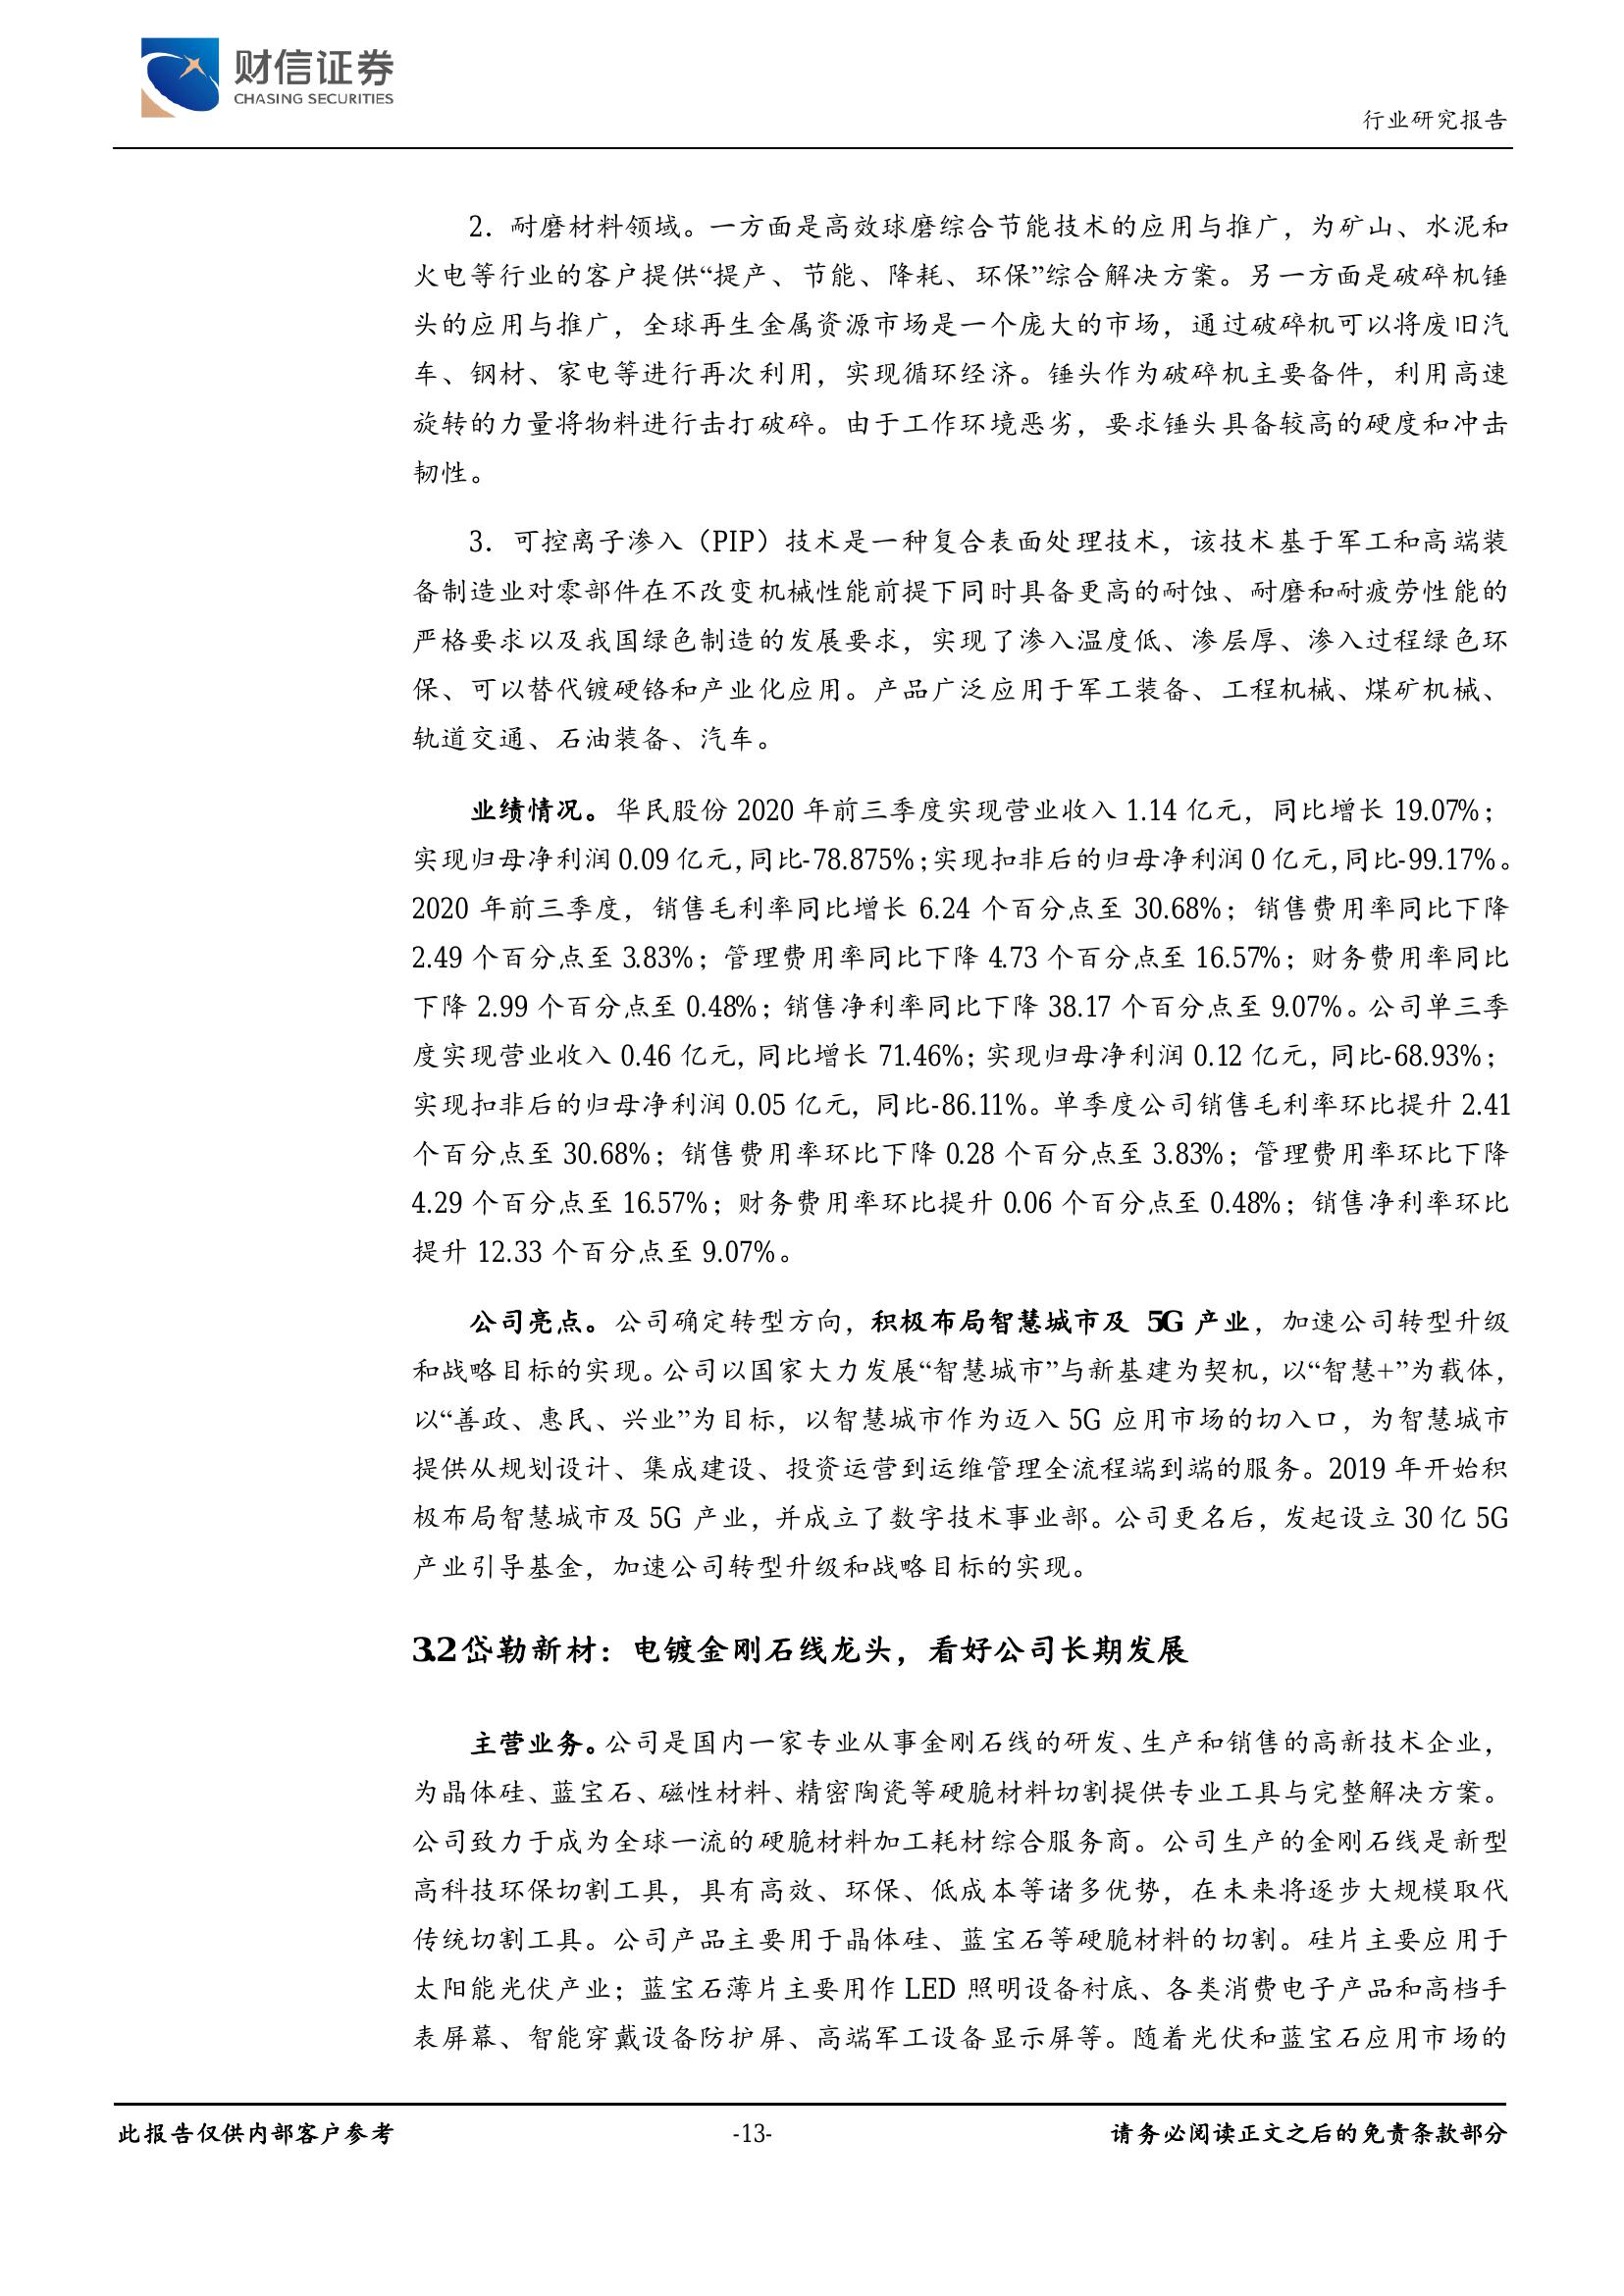 财信证券
CHASING SECURITIES
行业研究报告
2. 耐磨材料领域。一方面是高效球磨综合节能技术的应用与推广，为矿山、水泥和
火电等行业的客户提供“提产、节能、降耗、环保”综合解决方案。另一方面是破碎机锤
头的应用与推广，全球再生金属资源市场是一个庞大的市场，通过破碎机可以将废旧汽
车、钢材、家电等进行再次利用，实现循环经济。锤头作为破碎机主要备件，利用高速
旋转的力量将物料进行击打破碎。由于工作环境恶劣，要求锤头具备较高的硬度和冲击
韧性。
3. 可控离子渗入（PIP）技术是一种复合表面处理技术，该技术基于军工和高端装
备制造业对零部件在不改变机械性能前提下同时具备更高的耐蚀、耐磨和耐疲劳性能的
严格要求以及我国绿色制造的发展要求，实现了渗入温度低、渗层厚、渗入过程绿色环
保、可以替代镀硬铬和产业化应用。产品广泛应用于军工装备、工程机械、煤矿机械、
轨道交通、石油装备、汽车。
业绩情况。华民股份 2020 年前三季度实现营业收入 1.14 亿元，同比增长 19.07%；
实现归母净利润 0.09 亿元，同比-78.875%；实现扣非后的归母净利润 0 亿元，同比-99.17%。
2020 年前三季度，销售毛利率同比增长 6.24 个百分点至 30.68%；销售费用率同比下降
2.49 个百分点至 3.83%；管理费用率同比下降 4.73 个百分点至 16.57%；财务费用率同比
下降 2.99 个百分点至 0.48%；销售净利率同比下降 38.17 个百分点至 9.07%。公司单三季
度实现营业收入 0.46 亿元，同比增长 71.46%；实现归母净利润 0.12 亿元，同比-68.93%；
实现扣非后的归母净利润 0.05 亿元，同比-86.11%。单季度公司销售毛利率环比提升 2.41
个百分点至 30.68%；销售费用率环比下降 0.28 个百分点至 3.83%；管理费用率环比下降
4.29 个百分点至 16.57%；财务费用率环比提升 0.06 个百分点至 0.48%；销售净利率环比
提升 12.33 个百分点至 9.07%。
公司亮点。公司确定转型方向，积极布局智慧城市及 5G 产业，加速公司转型升级
和战略目标的实现。公司以国家大力发展“智慧城市”与新基建为契机，以“智慧+”为载体，
以“善政、惠民、兴业”为目标，以智慧城市作为迈入 5G 应用市场的切入口，为智慧城市
提供从规划设计、集成建设、投资运营到运维管理全流程端到端的服务。2019 年开始积
极布局智慧城市及 5G 产业，并成立了数字技术事业部。公司更名后，发起设立 30 亿 5G
产业引导基金，加速公司转型升级和战略目标的实现。
3.2 岱勒新材：电镀金刚石线龙头，看好公司长期发展
主营业务。公司是国内一家专业从事金刚石线的研发、生产和销售的高新技术企业，
为晶体硅、蓝宝石、磁性材料、精密陶瓷等硬脆材料切割提供专业工具与完整解决方案。
公司致力于成为全球一流的硬脆材料加工耗材综合服务商。公司生产的金刚石线是新型
高科技环保切割工具，具有高效、环保、低成本等诸多优势，在未来将逐步大规模取代
传统切割工具。公司产品主要用于晶体硅、蓝宝石等硬脆材料的切割。硅片主要应用于
太阳能光伏产业；蓝宝石薄片主要用作 LED 照明设备衬底、各类消费电子产品和高档手
表屏幕、智能穿戴设备防护屏、高端军工设备显示屏等。随着光伏和蓝宝石应用市场的
此报告仅供内部客户参考
-13-
请务必阅读正文之后的免责条款部分